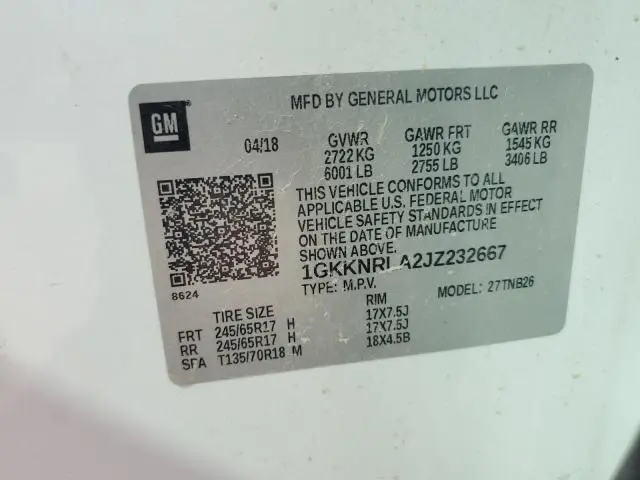 MFD BY GENERAL MOTORS LLC
GM
04/18 GVWR GAWR FRT GAWR RR
2722 KG 1250 KG 1545 KG
6001 LB 2755 LB 3406 LB
THIS VEHICLE CONFORMS TO ALL
APPLICABLE U.S. FEDERAL MOTOR
VEHICLE SAFETY STANDARDS IN EFFECT
ON THE DATE OF MANUFACTURE
SHOWN ABOVE.
1GKKNRLA2JZ232667
8624
TYPE: M.P.V. MODEL: 27TNB26
TIRE SIZE RIM
FRT 245/65R17 H 17X7.5J
RR 245/65R17 H 17X7.5J
SPA T135/70R18 M 18X4.5B